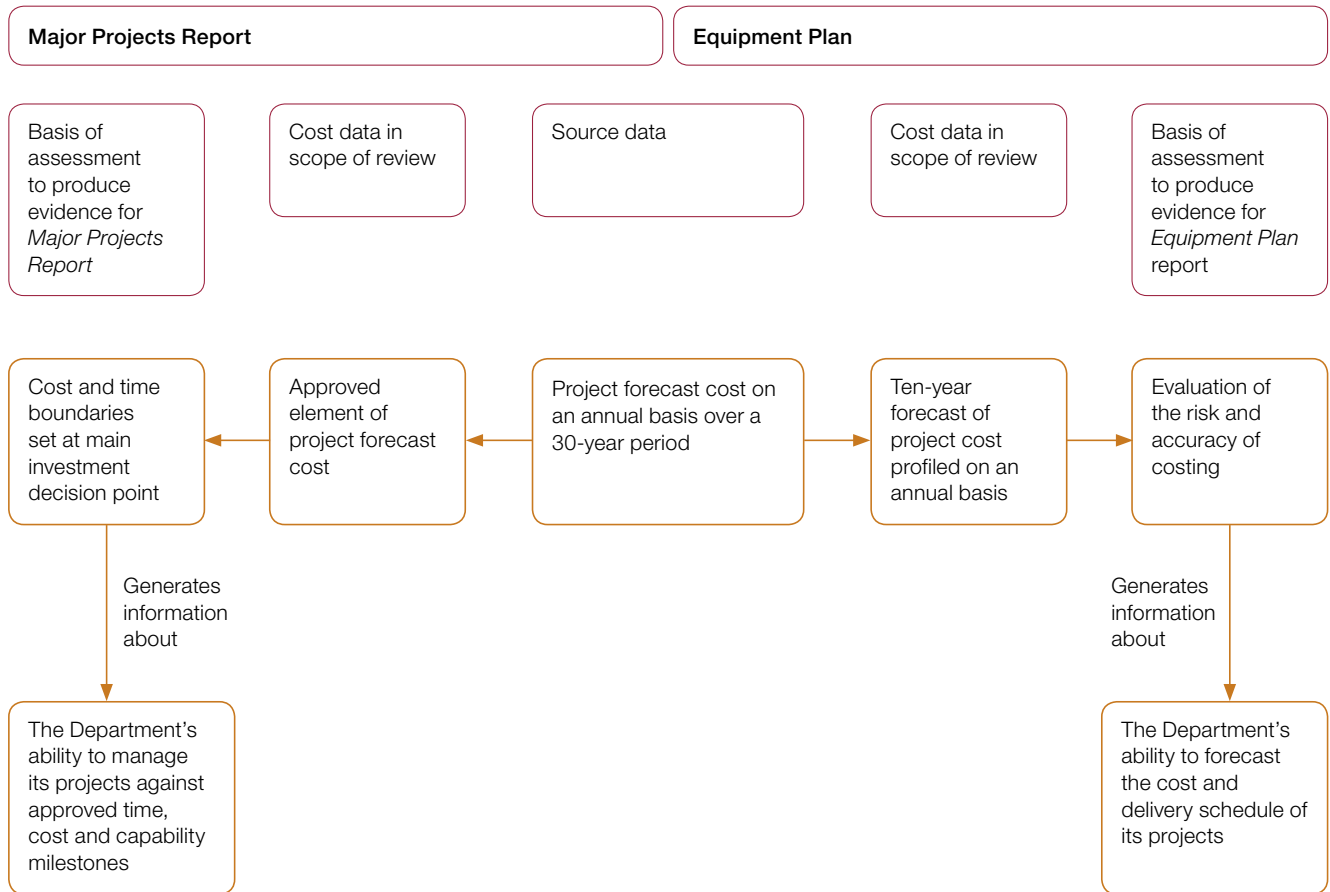 Major Projects Report
Equipment Plan
Basis of
assessment
to produce
evidence for
Major Projects
Report
Cost data in
scope of review
Source data
Cost data in
scope of review
Basis of
assessment
to produce
evidence for
Equipment Plan
report
Cost and time
boundaries
set at main
investment
decision point
Approved
element of
project forecast
cost
Project forecast cost on
an annual basis over a
30-year period
Ten-year
forecast of
project cost
profiled on an
annual basis
Evaluation of
the risk and
accuracy of
costing
Generates
information
about
Generates
information
about
The Department’s
ability to manage
its projects against
approved time,
cost and capability
milestones
The Department’s
ability to forecast
the cost and
delivery schedule of
its projects